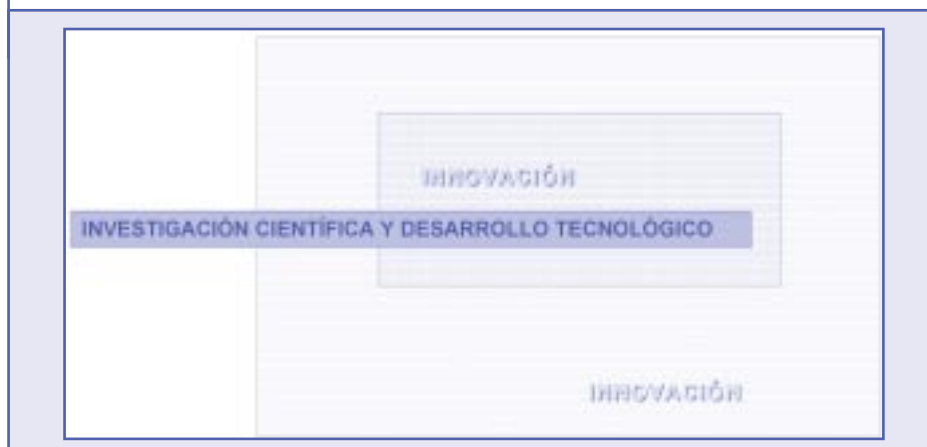 INNOVACIÓN
INVESTIGACIÓN CIENTÍFICA Y DESARROLLO TECNOLÓGICO
INNOVACIÓN